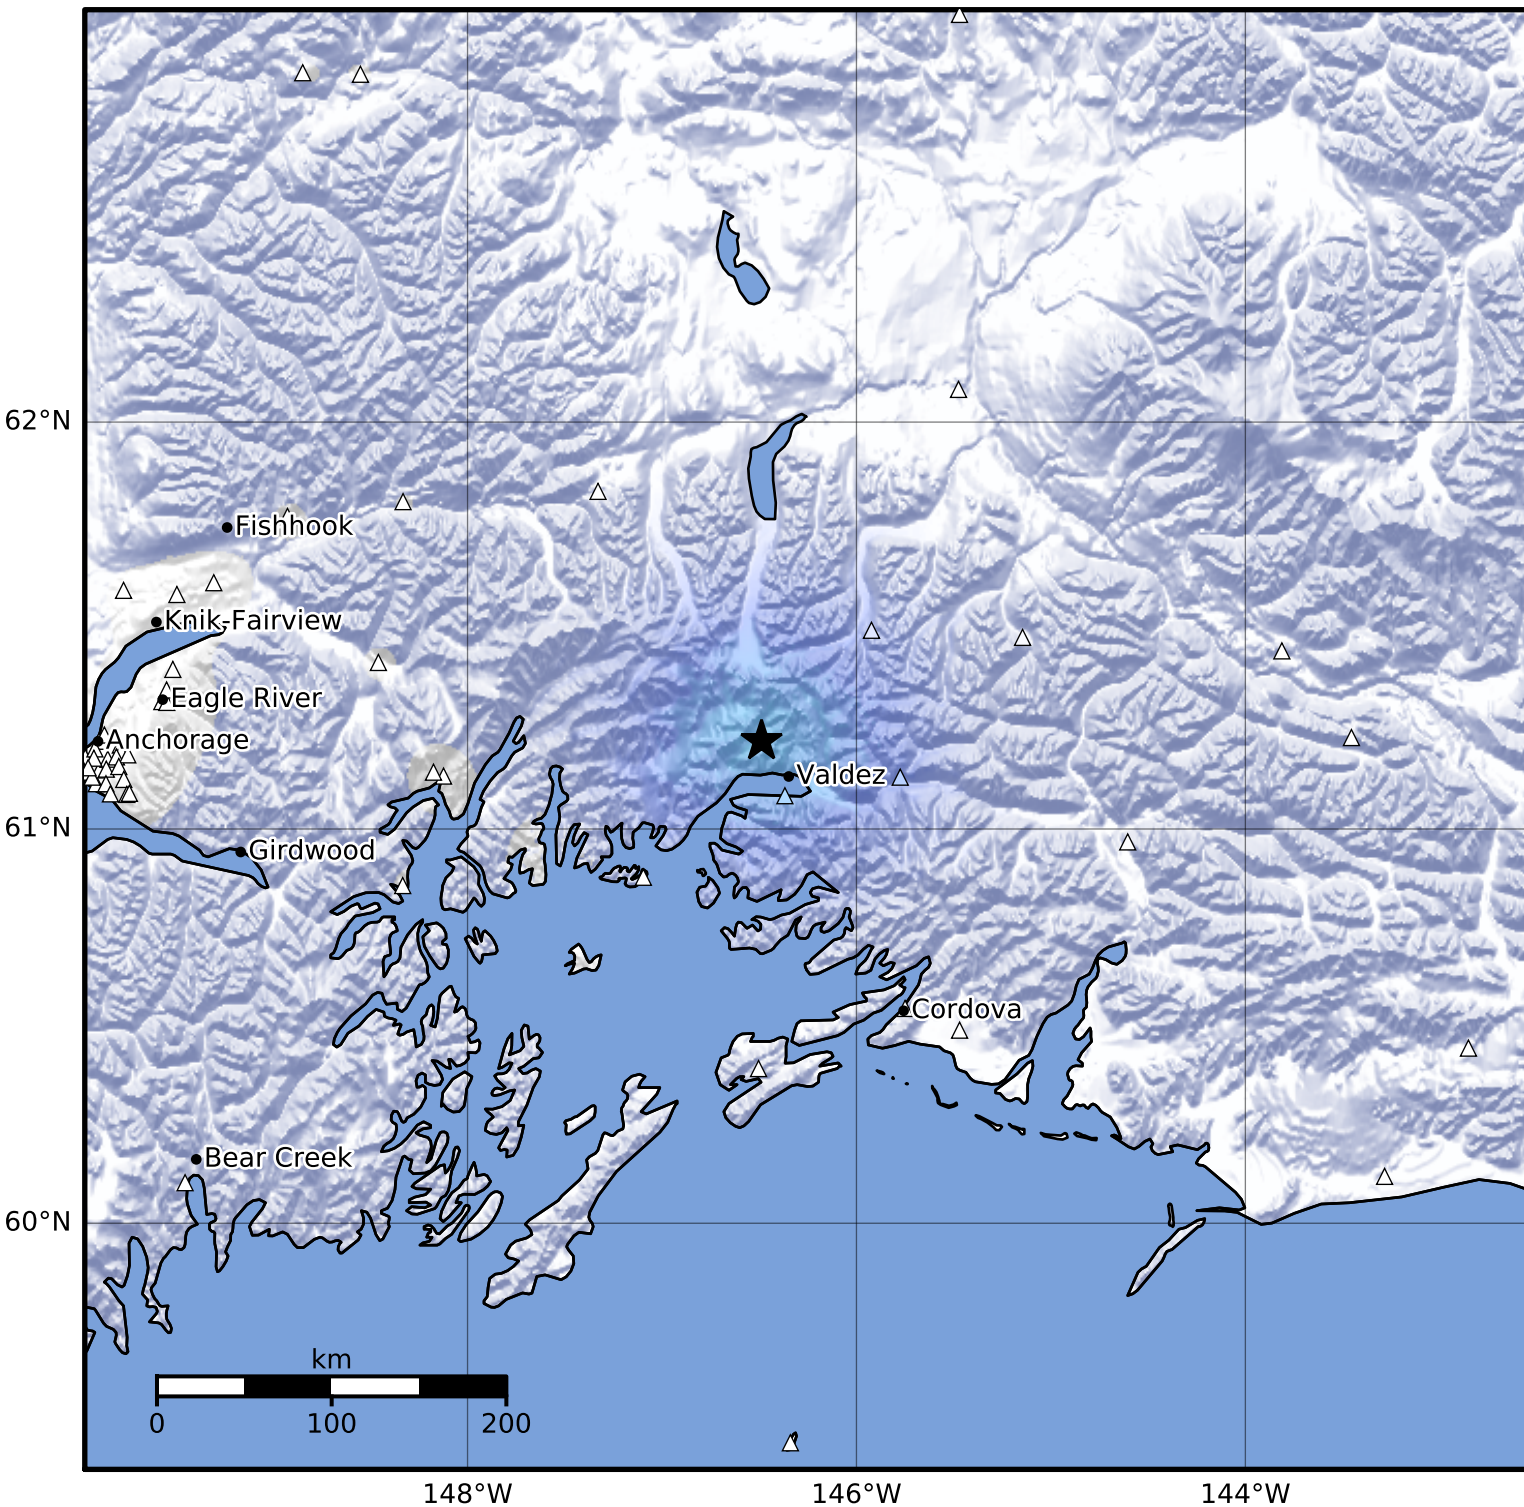 62°N
Fishhook
Knik-Fairview
Eagle River
Anchorage
Valdez
61°N
Girdwood
Cordova
Bear Creek
60°N
km
0 100 200
148°W 146°W 144°W